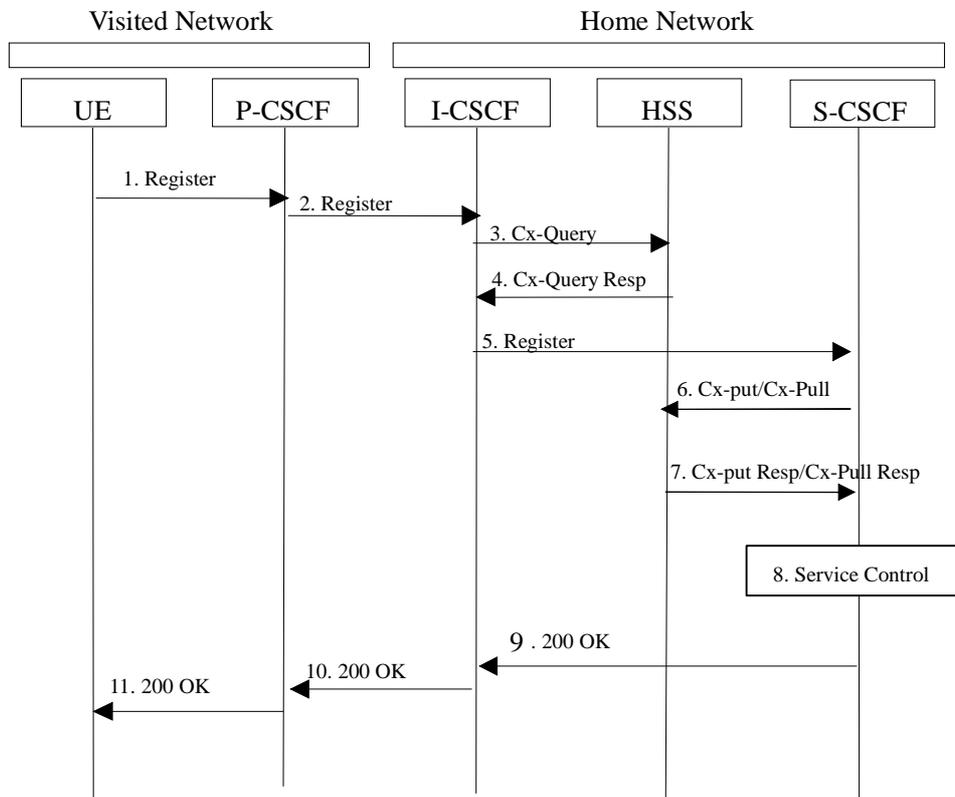 Visited Network
Home Network
UE
P-CSCF
I-CSCF
HSS
S-CSCF
1. Register
2. Register
3. Cx-Query
4. Cx-Query Resp
5. Register
6. Cx-put/Cx-Pull
7. Cx-put Resp/Cx-Pull Resp
8. Service Control
9 . 200 OK
10. 200 OK
11. 200 OK